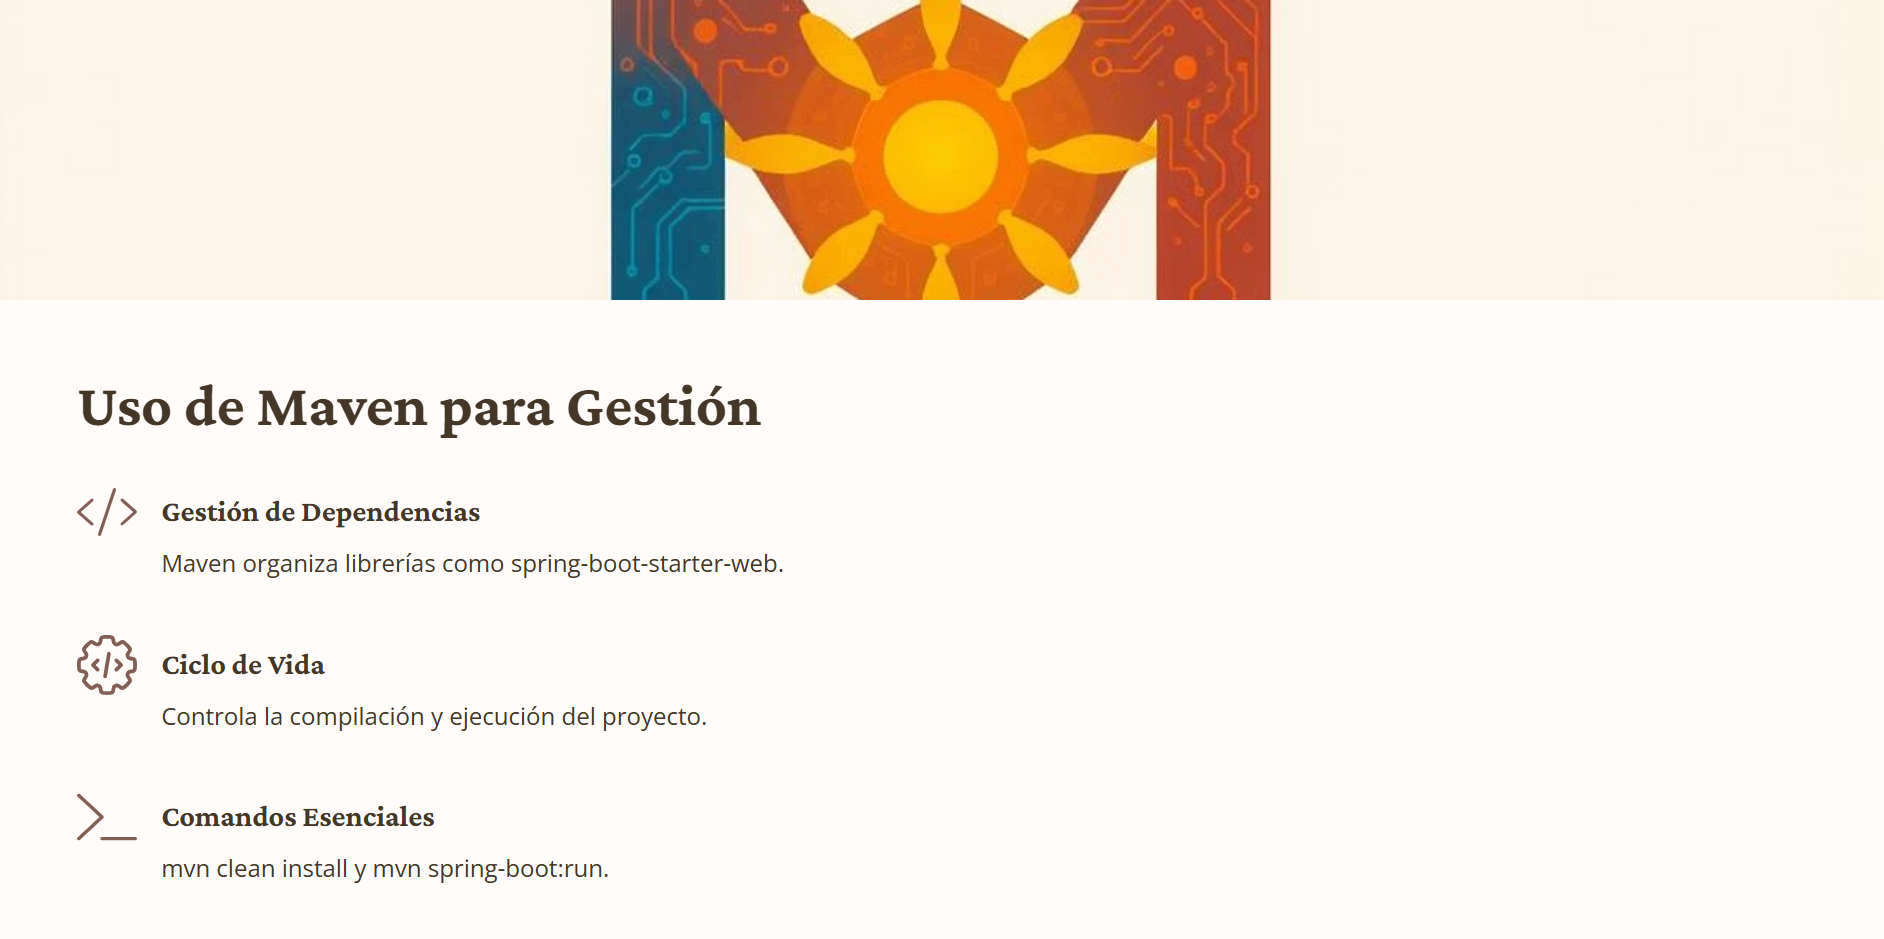 Uso de Maven para Gestión
Gestión de Dependencias
Maven organiza librerías como spring-boot-starter-web.
Ciclo de Vida
Controla la compilación y ejecución del proyecto.
Comandos Esenciales
mvn clean install y mvn spring-boot:run.